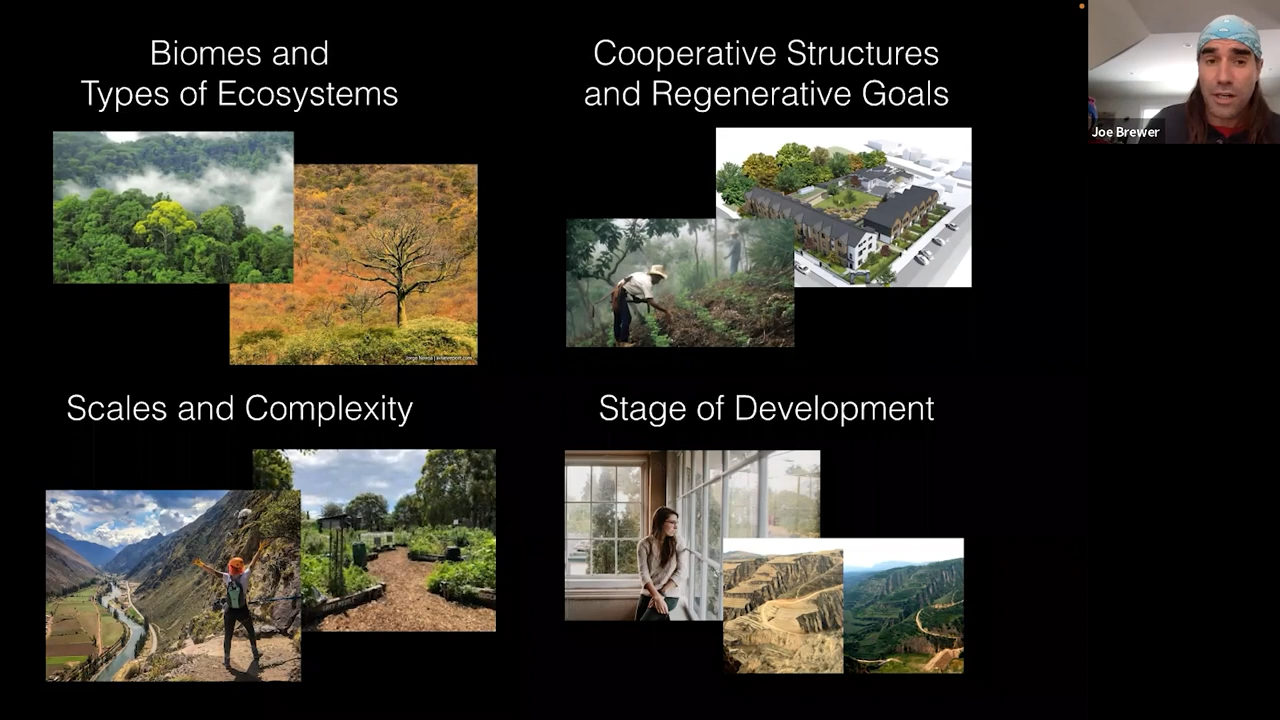 Biomes and
Types of Ecosystems
Cooperative Structures
and Regenerative Goals
Joe Brewer
Scales and Complexity
Stage of Development